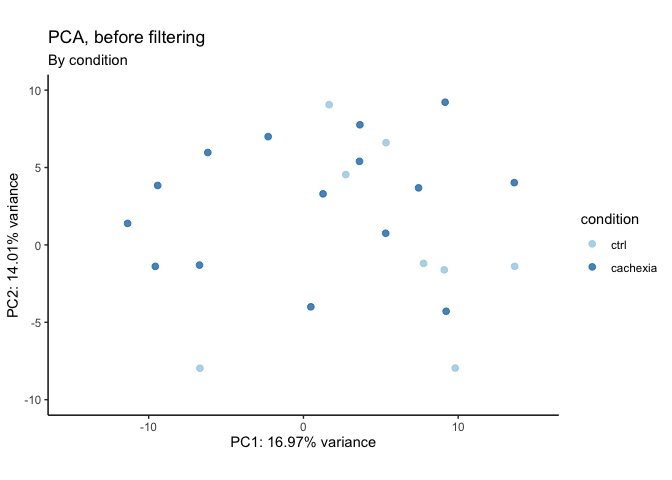 PCA, before filtering
By condition
10
5
0
-5
-10
PC2: 14.01% variance
-10
0
10
PC1: 16.97% variance
condition
ctrl
cachexia